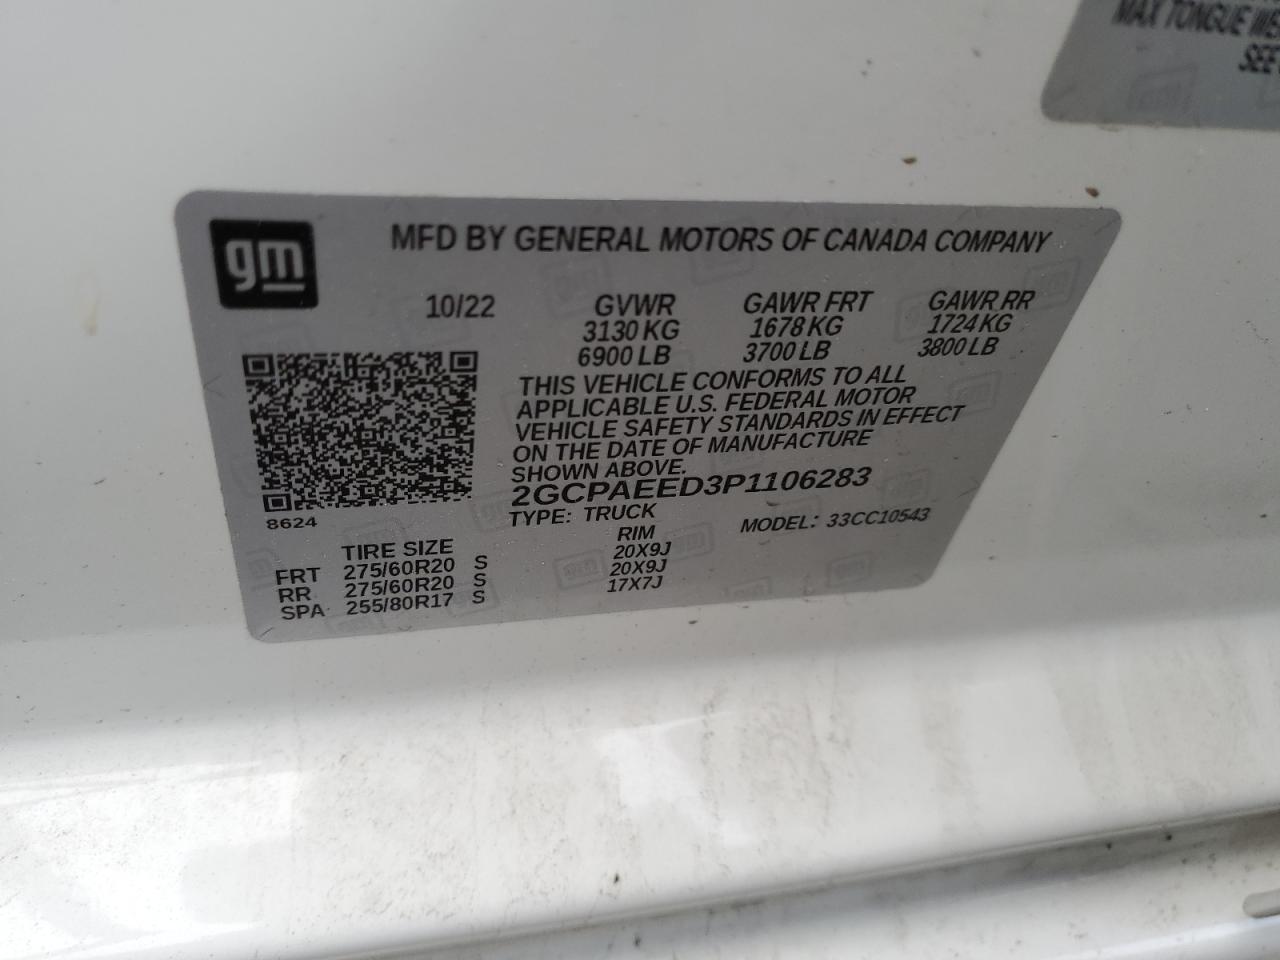 MAX TONGUE
SEE
gm
MFD BY GENERAL MOTORS OF CANADA COMPANY
10/22 GVWR GAWR FRT GAWR RR
3130 KG 1678 KG 1724 KG
6900 LB 3700 LB 3800 LB
THIS VEHICLE CONFORMS TO ALL
APPLICABLE U.S. FEDERAL MOTOR
VEHICLE SAFETY STANDARDS IN EFFECT
ON THE DATE OF MANUFACTURE
SHOWN ABOVE.
2GCPAEED3P1106283
8624
TYPE: TRUCK MODEL: 33CC10543
TIRE SIZE RIM
FRT 275/60R20 S 20X9J
RR 275/60R20 S 20X9J
SPA 255/80R17 S 17X7J